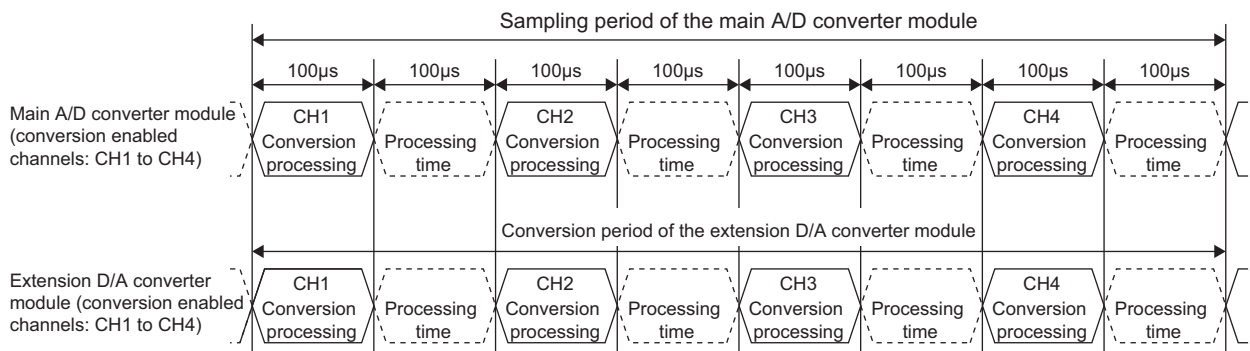 Sampling period of the main A/D converter module
100µs 100µs 100µs 100µs 100µs 100µs 100µs 100µs
Main A/D converter module
(conversion enabled
channels: CH1 to CH4)
CH1
Conversion
processing
Processing
time
CH2
Conversion
processing
Processing
time
CH3
Conversion
processing
Processing
time
CH4
Conversion
processing
Processing
time
Conversion period of the extension D/A converter module
Extension D/A converter
module (conversion enabled
channels: CH1 to CH4)
CH1
Conversion
processing
Processing
time
CH2
Conversion
processing
Processing
time
CH3
Conversion
processing
Processing
time
CH4
Conversion
processing
Processing
time